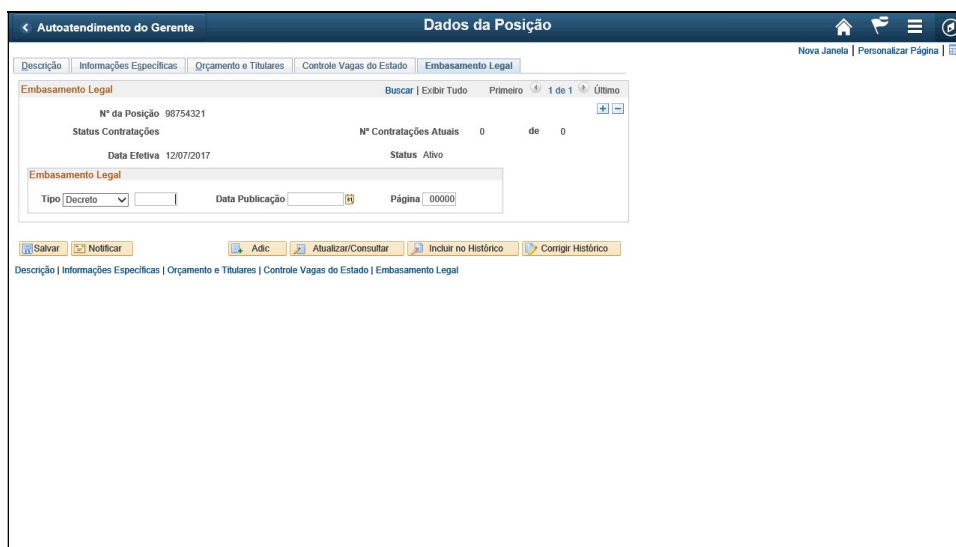 Autoatendimento do Gerente Dados da Posição
Nova Janela | Personalizar Página |
Descrição Informações Específicas Orçamento e Titulares Controle Vagas do Estado Embasamento Legal
Embasamento Legal Buscar | Exibir Tudo Primeiro 1 de 1 Último
Nº da Posição 98754321
Status Contratações Nº Contratações Atuais 0 de 0
Data Efetiva 12/07/2017 Status Ativo
Embasamento Legal
Tipo Decreto Data Publicação Página 00000
Salvar Notificar Adic Atualizar/Consultar Incluir no Histórico Corrigir Histórico
Descrição | Informações Específicas | Orçamento e Titulares | Controle Vagas do Estado | Embasamento Legal